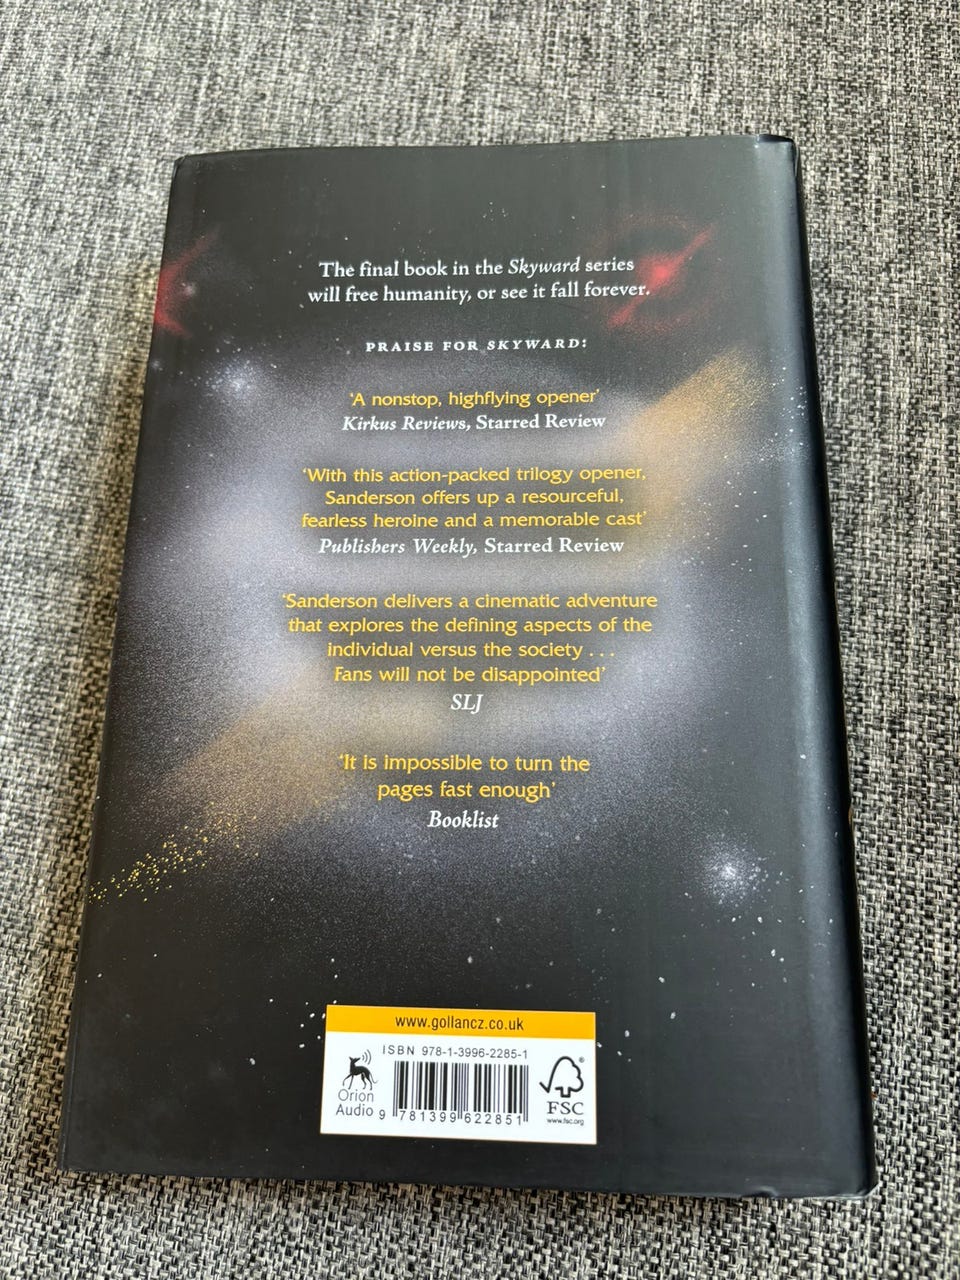 The final book in the Skyward series
will free humanity, or see it fall forever.
PRAISE FOR SKYWARD:
‘A nonstop, highflying opener’
Kirkus Reviews, Starred Review
‘With this action-packed trilogy opener,
Sanderson offers up a resourceful,
fearless heroine and a memorable cast’
Publishers Weekly, Starred Review
‘Sanderson delivers a cinematic adventure
that explores the defining aspects of the
individual versus the society . . .
Fans will not be disappointed’
SLJ
‘It is impossible to turn the
pages fast enough’
Booklist
www.gollancz.co.uk
ISBN 978-1-3996-2285-1
Orion
Audio
9 781399 622851
FSC
www.fsc.org